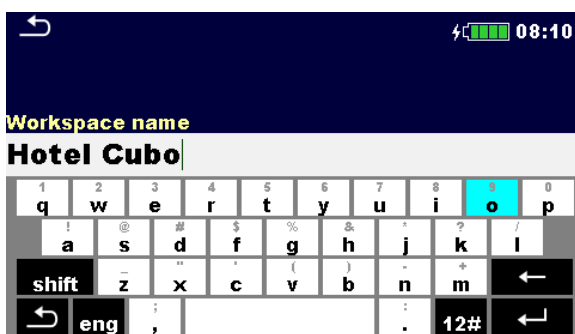 08:10
Workspace name
Hotel Cubo
1 2 3 4 5 6 7 8 9 0
q w e r t y u i o p
! @ # $ % & * ? /
a s d f g h j k l
_ " ' ( ) - +
shift z x c v b n m
; :
eng , . 12#